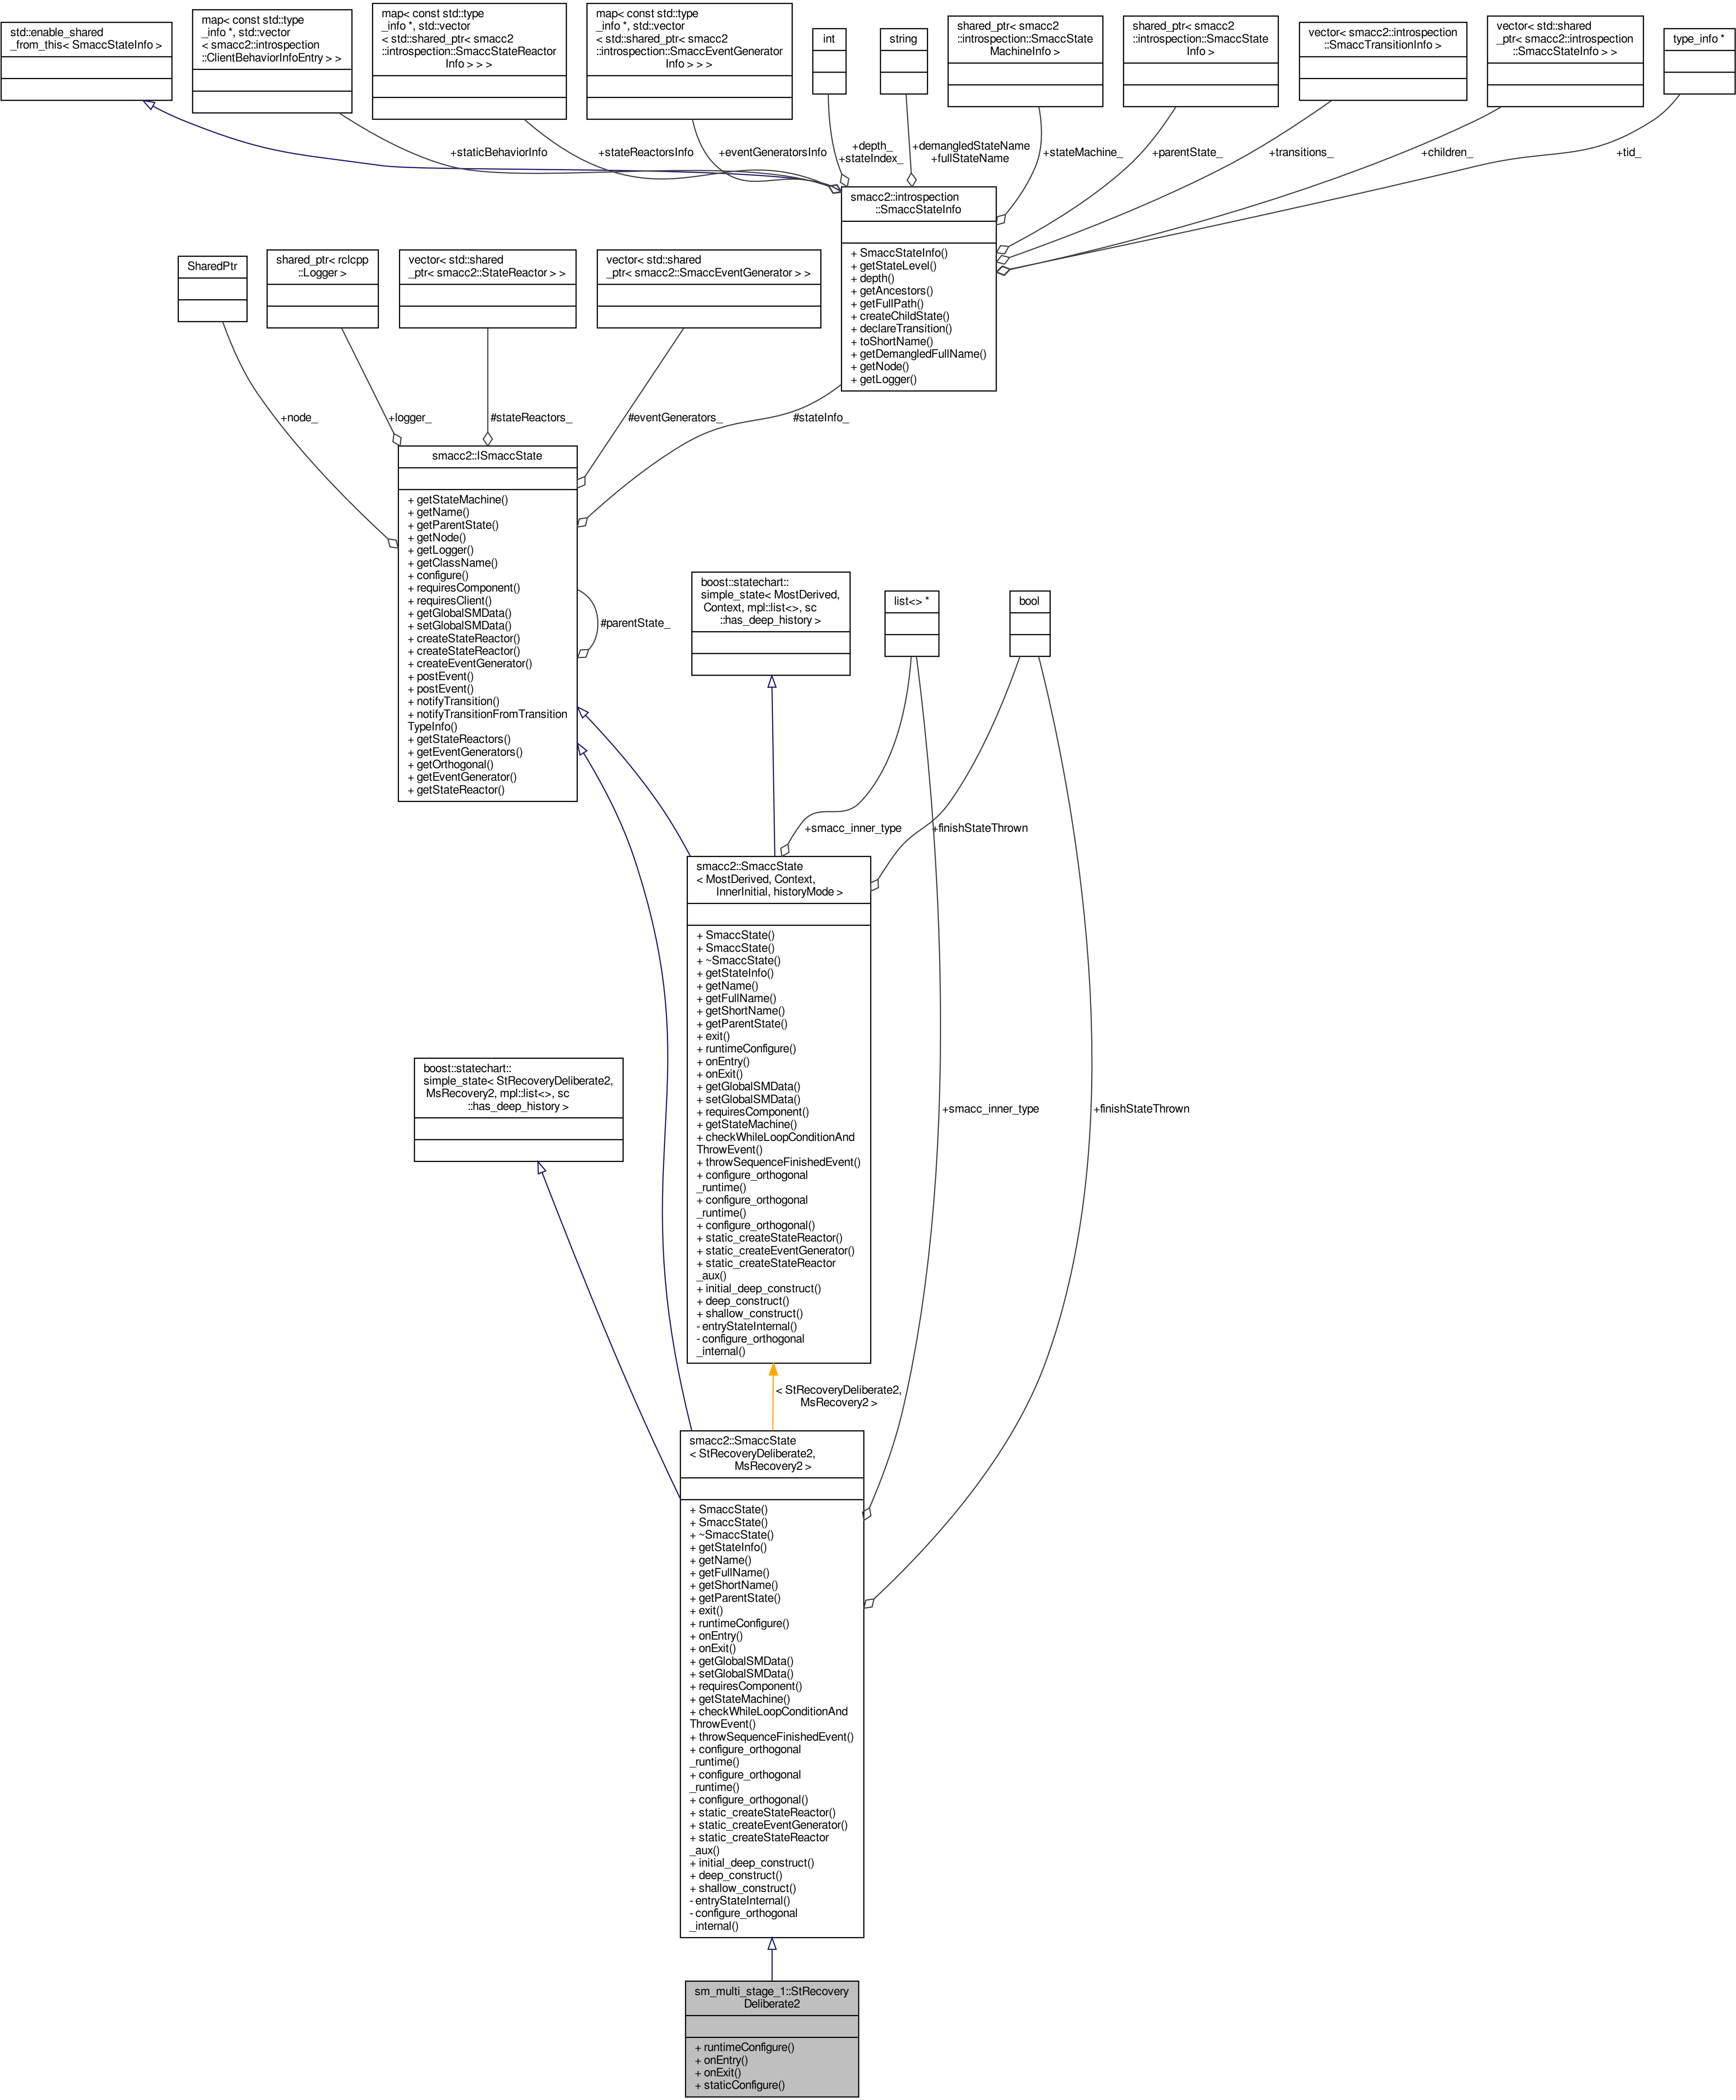 std::enable_shared
_from_this< SmaccStateInfo >
map< const std::type
_info *, std::vector
< smacc2::introspection
::ClientBehaviorInfoEntry > >
map< const std::type
_info *, std::vector
< std::shared_ptr< smacc2
::introspection::SmaccStateReactor
Info > > >
map< const std::type
_info *, std::vector
< std::shared_ptr< smacc2
::introspection::SmaccEventGenerator
Info > > >
int
string
shared_ptr< smacc2
::introspection::SmaccState
MachineInfo >
shared_ptr< smacc2
::introspection::SmaccState
Info >
vector< smacc2::introspection
::SmaccTransitionInfo >
vector< std::shared
_ptr< smacc2::introspection
::SmaccStateInfo > >
type_info *
+staticBehaviorInfo
+stateReactorsInfo
+eventGeneratorsInfo
+depth_
+stateIndex_
+demangledStateName
+fullStateName
+stateMachine_
+parentState_
+transitions_
+children_
+tid_
smacc2::introspection
::SmaccStateInfo
+ SmaccStateInfo()
+ getStateLevel()
+ depth()
+ getAncestors()
+ getFullPath()
+ createChildState()
+ declareTransition()
+ toShortName()
+ getDemangledFullName()
+ getNode()
+ getLogger()
SharedPtr
shared_ptr< rclcpp
::Logger >
vector< std::shared
_ptr< smacc2::StateReactor > >
vector< std::shared
_ptr< smacc2::SmaccEventGenerator > >
+node_
+logger_
#stateReactors_
#eventGenerators_
#stateInfo_
smacc2::ISmaccState
+ getStateMachine()
+ getName()
+ getParentState()
+ getNode()
+ getLogger()
+ getClassName()
+ configure()
+ requiresComponent()
+ requiresClient()
+ getGlobalSMData()
+ setGlobalSMData()
+ createStateReactor()
+ createStateReactor()
+ createEventGenerator()
+ postEvent()
+ postEvent()
+ notifyTransition()
+ notifyTransitionFromTransition
TypeInfo()
+ getStateReactors()
+ getEventGenerators()
+ getOrthogonal()
+ getEventGenerator()
+ getStateReactor()
#parentState_
boost::statechart::
simple_state< MostDerived,
Context, mpl::list<>, sc
::has_deep_history >
list<> *
bool
+smacc_inner_type
+finishStateThrown
smacc2::SmaccState
< MostDerived, Context,
InnerInitial, historyMode >
+ SmaccState()
+ SmaccState()
+ ~SmaccState()
+ getStateInfo()
+ getName()
+ getFullName()
+ getShortName()
+ getParentState()
+ exit()
+ runtimeConfigure()
+ onEntry()
+ onExit()
+ getGlobalSMData()
+ setGlobalSMData()
+ requiresComponent()
+ getStateMachine()
+ checkWhileLoopConditionAnd
ThrowEvent()
+ throwSequenceFinishedEvent()
+ configure_orthogonal
_runtime()
+ configure_orthogonal
_runtime()
+ configure_orthogonal()
+ static_createStateReactor()
+ static_createEventGenerator()
+ static_createStateReactor
_aux()
+ initial_deep_construct()
+ deep_construct()
+ shallow_construct()
- entryStateInternal()
- configure_orthogonal
_internal()
boost::statechart::
simple_state< StRecoveryDeliberate2,
MsRecovery2, mpl::list<>, sc
::has_deep_history >
+smacc_inner_type
+finishStateThrown
< StRecoveryDeliberate2,
MsRecovery2 >
smacc2::SmaccState
< StRecoveryDeliberate2,
MsRecovery2 >
+ SmaccState()
+ SmaccState()
+ ~SmaccState()
+ getStateInfo()
+ getName()
+ getFullName()
+ getShortName()
+ getParentState()
+ exit()
+ runtimeConfigure()
+ onEntry()
+ onExit()
+ getGlobalSMData()
+ setGlobalSMData()
+ requiresComponent()
+ getStateMachine()
+ checkWhileLoopConditionAnd
ThrowEvent()
+ throwSequenceFinishedEvent()
+ configure_orthogonal
_runtime()
+ configure_orthogonal
_runtime()
+ configure_orthogonal()
+ static_createStateReactor()
+ static_createEventGenerator()
+ static_createStateReactor
_aux()
+ initial_deep_construct()
+ deep_construct()
+ shallow_construct()
- entryStateInternal()
- configure_orthogonal
_internal()
sm_multi_stage_1::StRecovery
Deliberate2
+ runtimeConfigure()
+ onEntry()
+ onExit()
+ staticConfigure()